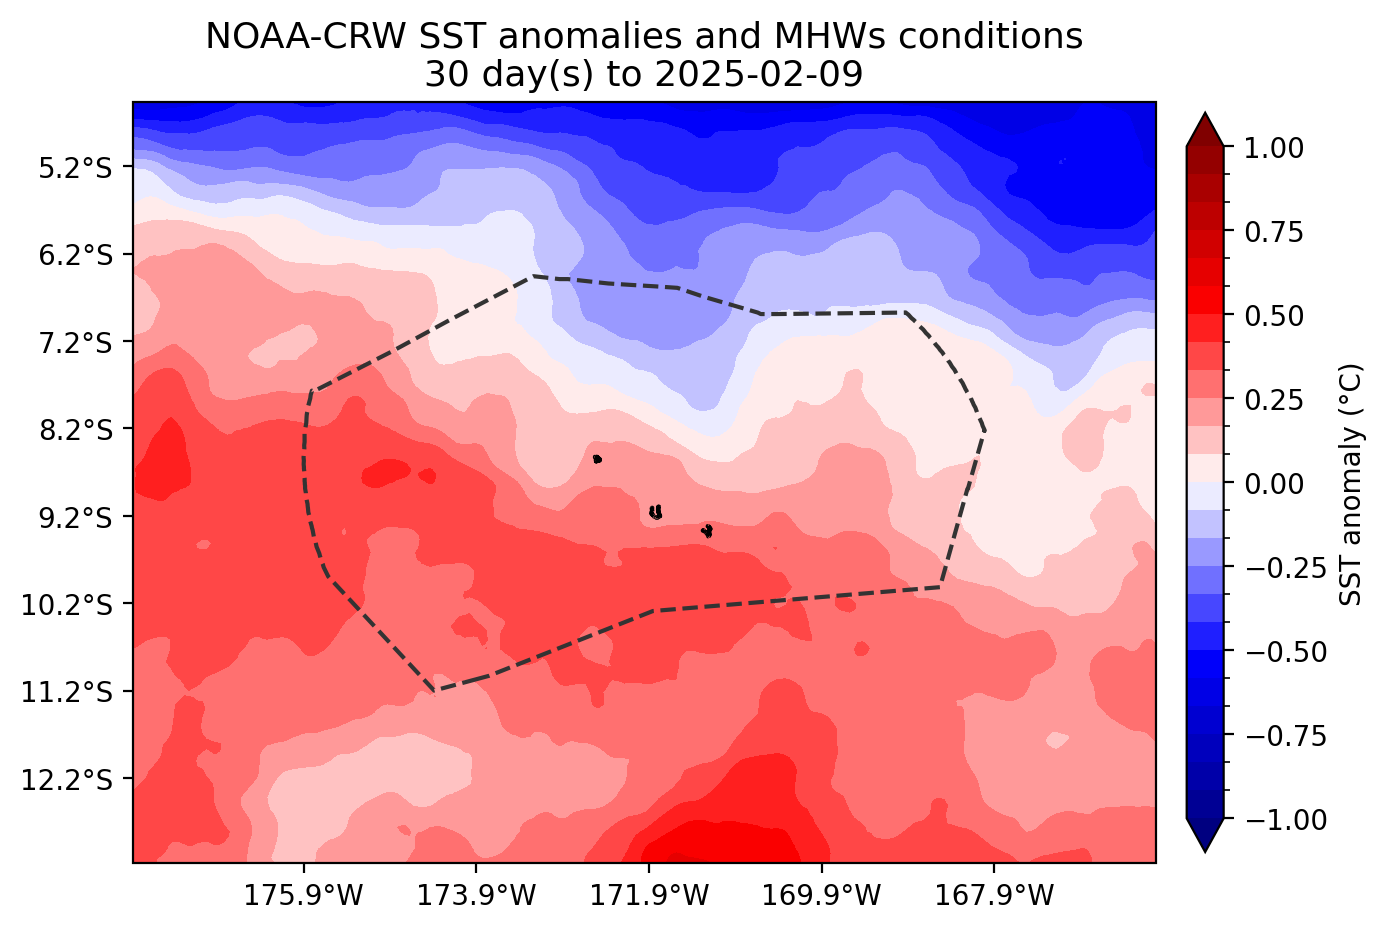 NOAA-CRW SST anomalies and MHWs conditions
30 day(s) to 2025-02-09
5.2°S
6.2°S
7.2°S
8.2°S
9.2°S
10.2°S
11.2°S
12.2°S
175.9°W
173.9°W
171.9°W
169.9°W
167.9°W
1.00
0.75
0.50
0.25
0.00
−0.25
−0.50
−0.75
−1.00
SST anomaly (°C)